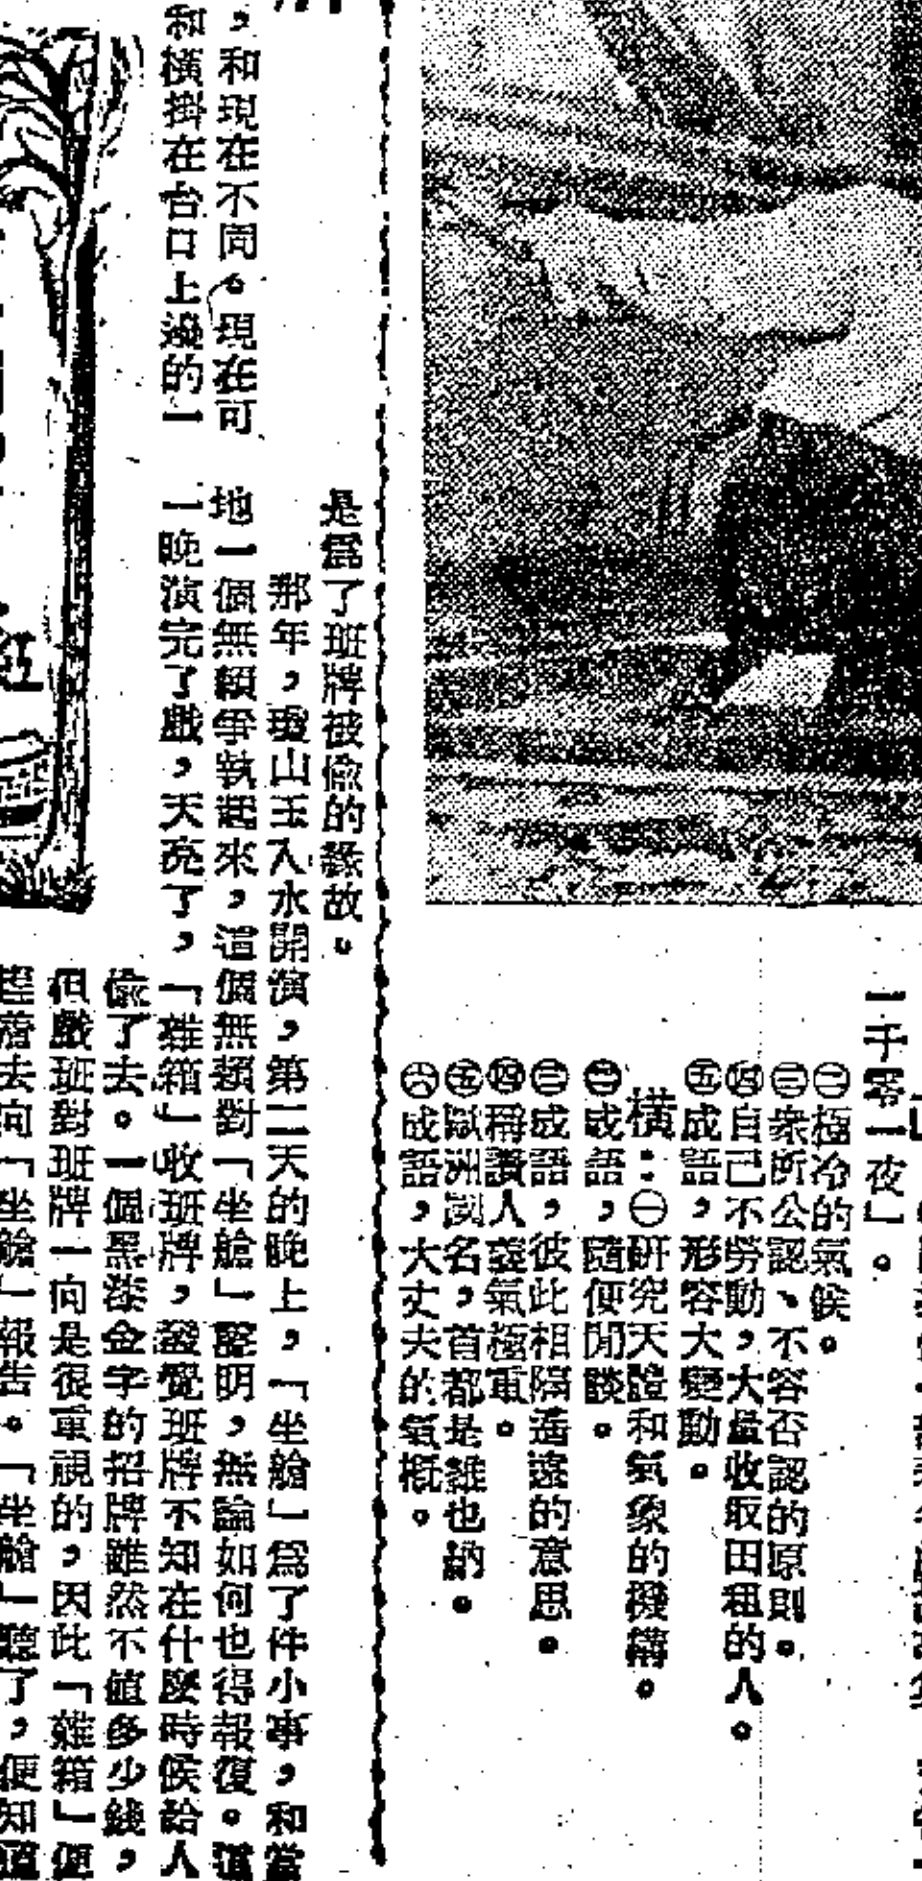 一千零一夜」。
㊁極冷的氣候。
㊂衆所公認、不容否認的原則。
㊃自己不勞動，大量收取田租的人。
㊄成語，形容大變動。
橫：㊀研究天體和氣象的機構。
㊁成語，隨便閒談。
㊂成語，彼此相隔遙遠的意思。
㊃稱讚人義氣極重。
㊄歐洲國名，首都是維也納。
㊅成語，大丈夫的氣概。
，和現在不同。現在可
和橫掛在台口上邊的一
是爲了班牌被偷的緣故。
那年，瓊山玉入水開演，第二天的晚上，「坐艙」爲了件小事，和當
地一個無賴爭執起來，這個無賴對「坐艙」聲明，無論如何也得報復。這
一晚演完了戲，天亮了，「雜箱」收班牌，發覺班牌不知在什麼時候給人
偷了去。一個黑漆金字的招牌雖然不值多少錢，
但戲班對班牌一向是很重視的，因此「雜箱」便
着去向「坐艙」報告。「坐艙」聽了，便知道